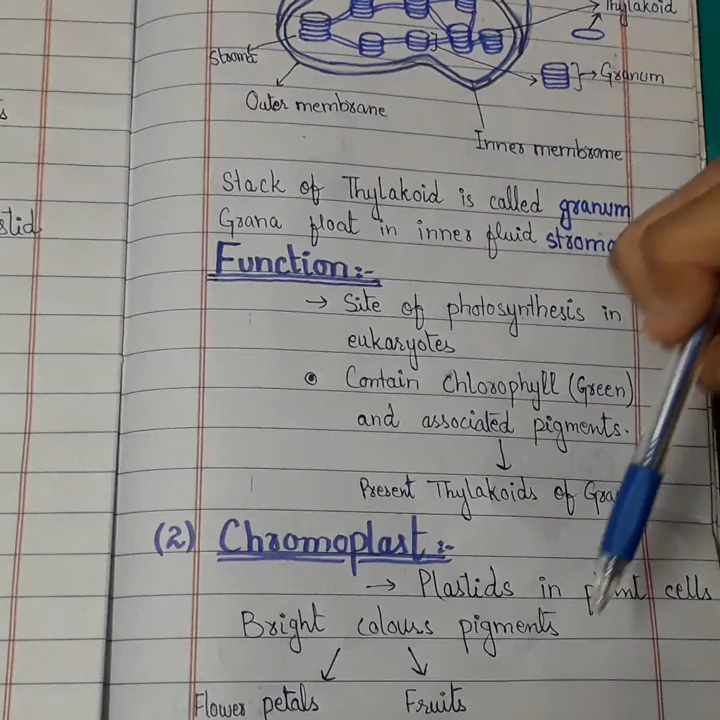 Thylakoid
Stroma
Granum
Outer membrane
Inner membrane
Stack of Thylakoid is called granum
Grana float in inner fluid stroma
Function:-
→ Site of photosynthesis in
eukaryotes
Contain Chlorophyll (Green)
and associated pigments.
Present Thylakoids of
(2) Chromoplast:-
→ Plastids in cells
Bright colours pigments
Flower petals Fruits